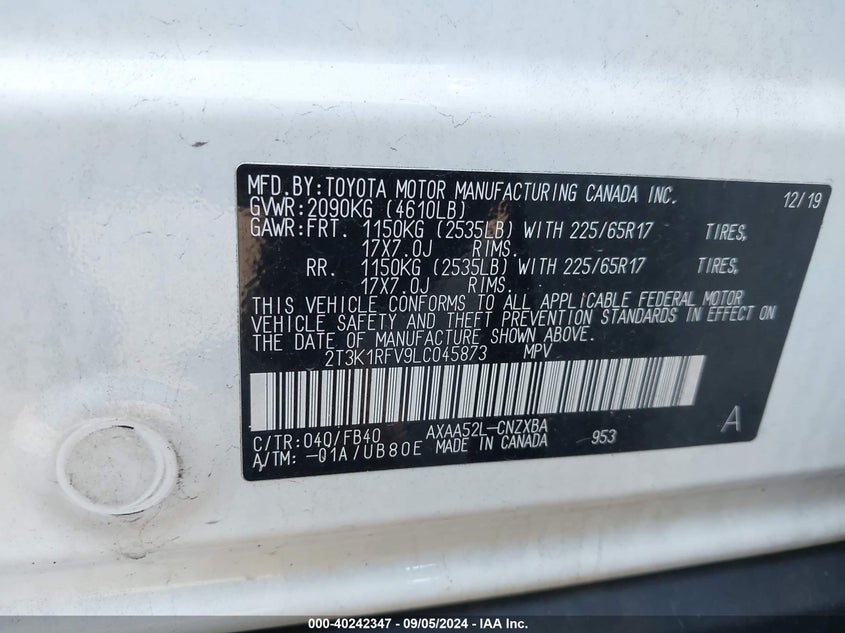 MFD.BY:TOYOTA MOTOR MANUFACTURING CANADA INC. 12/19
GVWR:2090KG (4610LB)
GAWR:FRT. 1150KG (2535LB) WITH 225/65R17 TIRES,
17X7.0J RIMS.
RR. 1150KG (2535LB) WITH 225/65R17 TIRES,
17X7.0J RIMS.
THIS VEHICLE CONFORMS TO ALL APPLICABLE FEDERAL MOTOR
VEHICLE SAFETY AND THEFT PREVENTION STANDARDS IN EFFECT ON
THE DATE OF MANUFACTURE SHOWN ABOVE.
2T3K1RFV9LC045873 MPV
C/TR:040/FB40 AXAA52L-CNZXBA A
A/TM: -01A/UB80E MADE IN CANADA 953
000-40242347 - 09/05/2024 - IAA Inc.